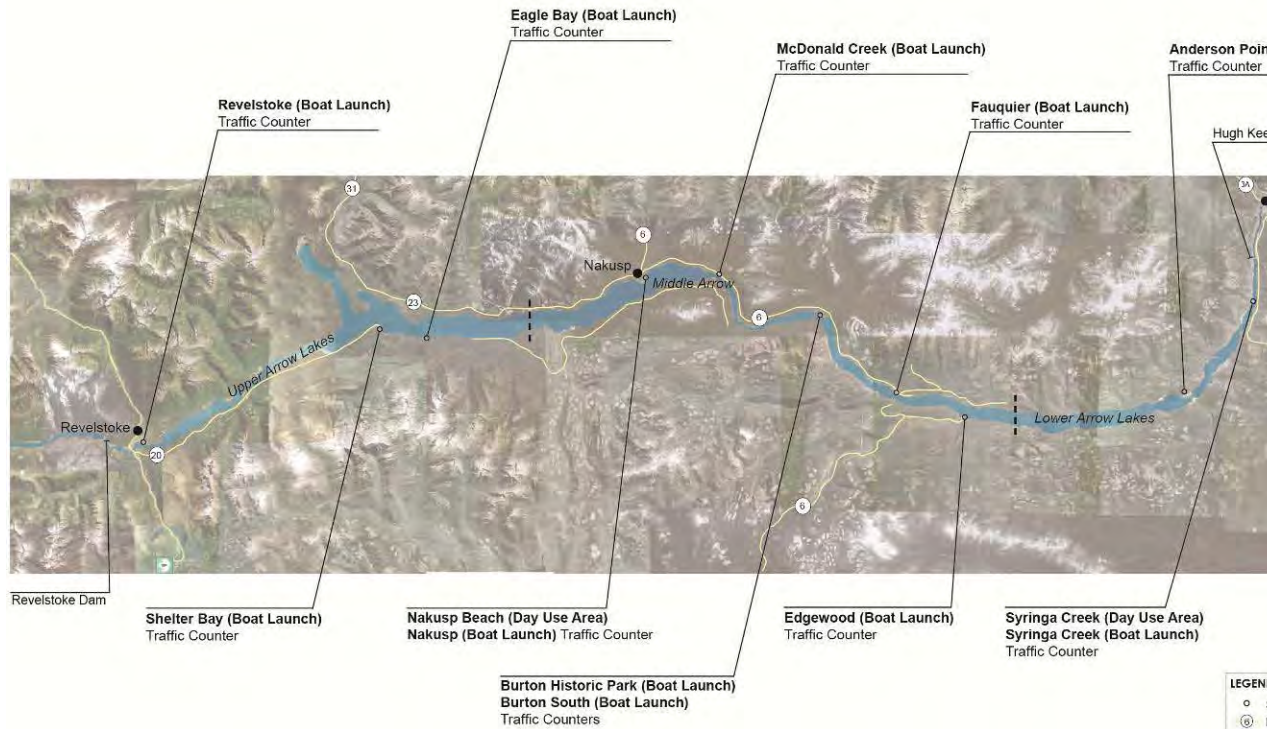 Eagle Bay (Boat Launch)
Traffic Counter
McDonald Creek (Boat Launch)
Traffic Counter
Anderson Poin
Traffic Counter
Revelstoke (Boat Launch)
Traffic Counter
Fauquier (Boat Launch)
Traffic Counter
Hugh Kee
31
3A
6
Nakusp
Middle Arrow
23
6
Upper Arrow Lakes
Lower Arrow Lakes
Revelstoke
20
6
Revelstoke Dam
Shelter Bay (Boat Launch)
Traffic Counter
Nakusp Beach (Day Use Area)
Nakusp (Boat Launch) Traffic Counter
Edgewood (Boat Launch)
Traffic Counter
Syringa Creek (Day Use Area)
Syringa Creek (Boat Launch)
Traffic Counter
Burton Historic Park (Boat Launch)
Burton South (Boat Launch)
Traffic Counters
LEGEN
6